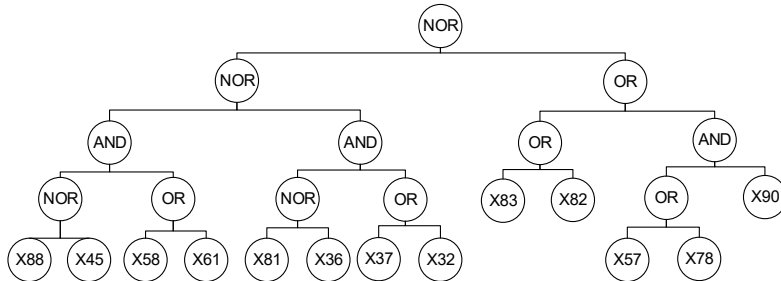 NOR
NOR OR
AND AND OR AND
NOR OR NOR OR X83 X82 OR X90
X88 X45 X58 X61 X81 X36 X37 X32 X57 X78